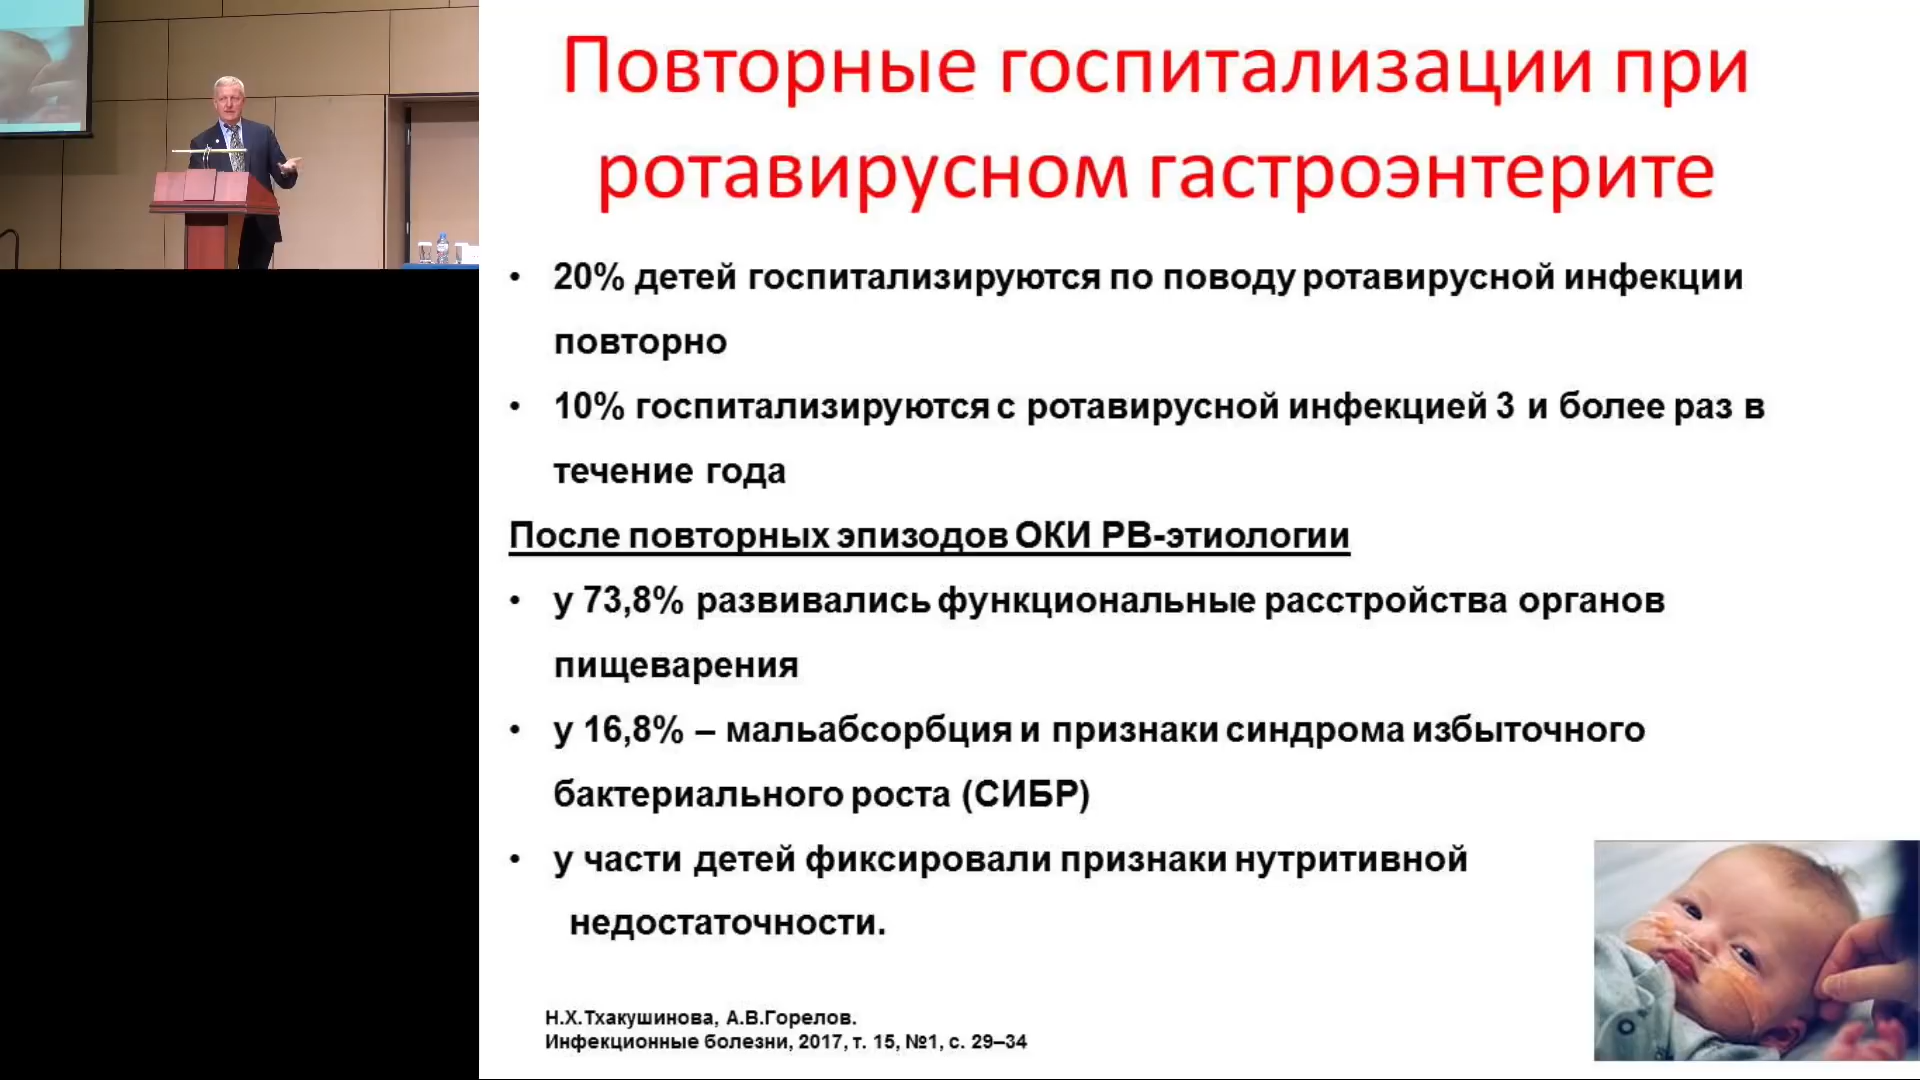 Повторные госпитализации при
ротавирусном гастроэнтерите
• 20% детей госпитализируются по поводу ротавирусной инфекции
повторно
• 10% госпитализируются с ротавирусной инфекцией 3 и более раз в
течение года
После повторных эпизодов ОКИ РВ-этиологии
• у 73,8% развивались функциональные расстройства органов
пищеварения
• у 16,8% – мальабсорбция и признаки синдрома избыточного
бактериального роста (СИБР)
• у части детей фиксировали признаки нутритивной
недостаточности.
Н.Х.Тхакушинова, А.В.Горелов.
Инфекционные болезни, 2017, т. 15, №1, с. 29–34